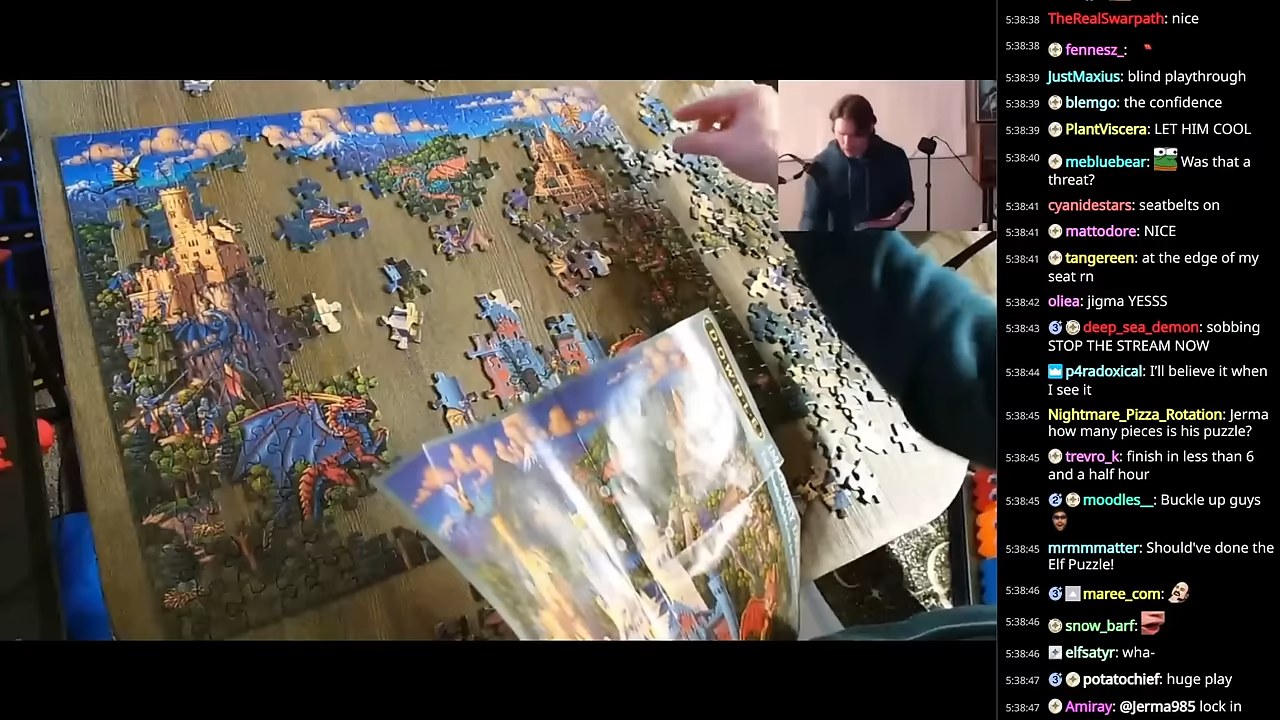 5:38:38 TheRealSwarpath: nice
5:38:38 fennesz_:
5:38:39 JustMaxius: blind playthrough
5:38:39 blemgo: the confidence
5:38:39 PlantViscera: LET HIM COOL
5:38:40 mebluebear: Was that a
threat?
5:38:41 cyanidestars: seatbelts on
5:38:41 mattodore: NICE
5:38:41 tangereen: at the edge of my
seat rn
5:38:42 oliea: jigma YESSS
5:38:43 deep_sea_demon: sobbing
STOP THE STREAM NOW
5:38:44 p4radoxical: I'll believe it when
I see it
5:38:45 Nightmare_Pizza_Rotation: Jerma
how many pieces is his puzzle?
5:38:45 trevro_k: finish in less than 6
and a half hour
5:38:45 moodles__: Buckle up guys
5:38:45 mrmmmatter: Should've done the
Elf Puzzle!
5:38:46 maree_com:
5:38:46 snow_barf:
5:38:46 elfsatyr: wha-
5:38:47 potatochief: huge play
5:38:47 Amiray: @Jerma985 lock in
DOWDLE